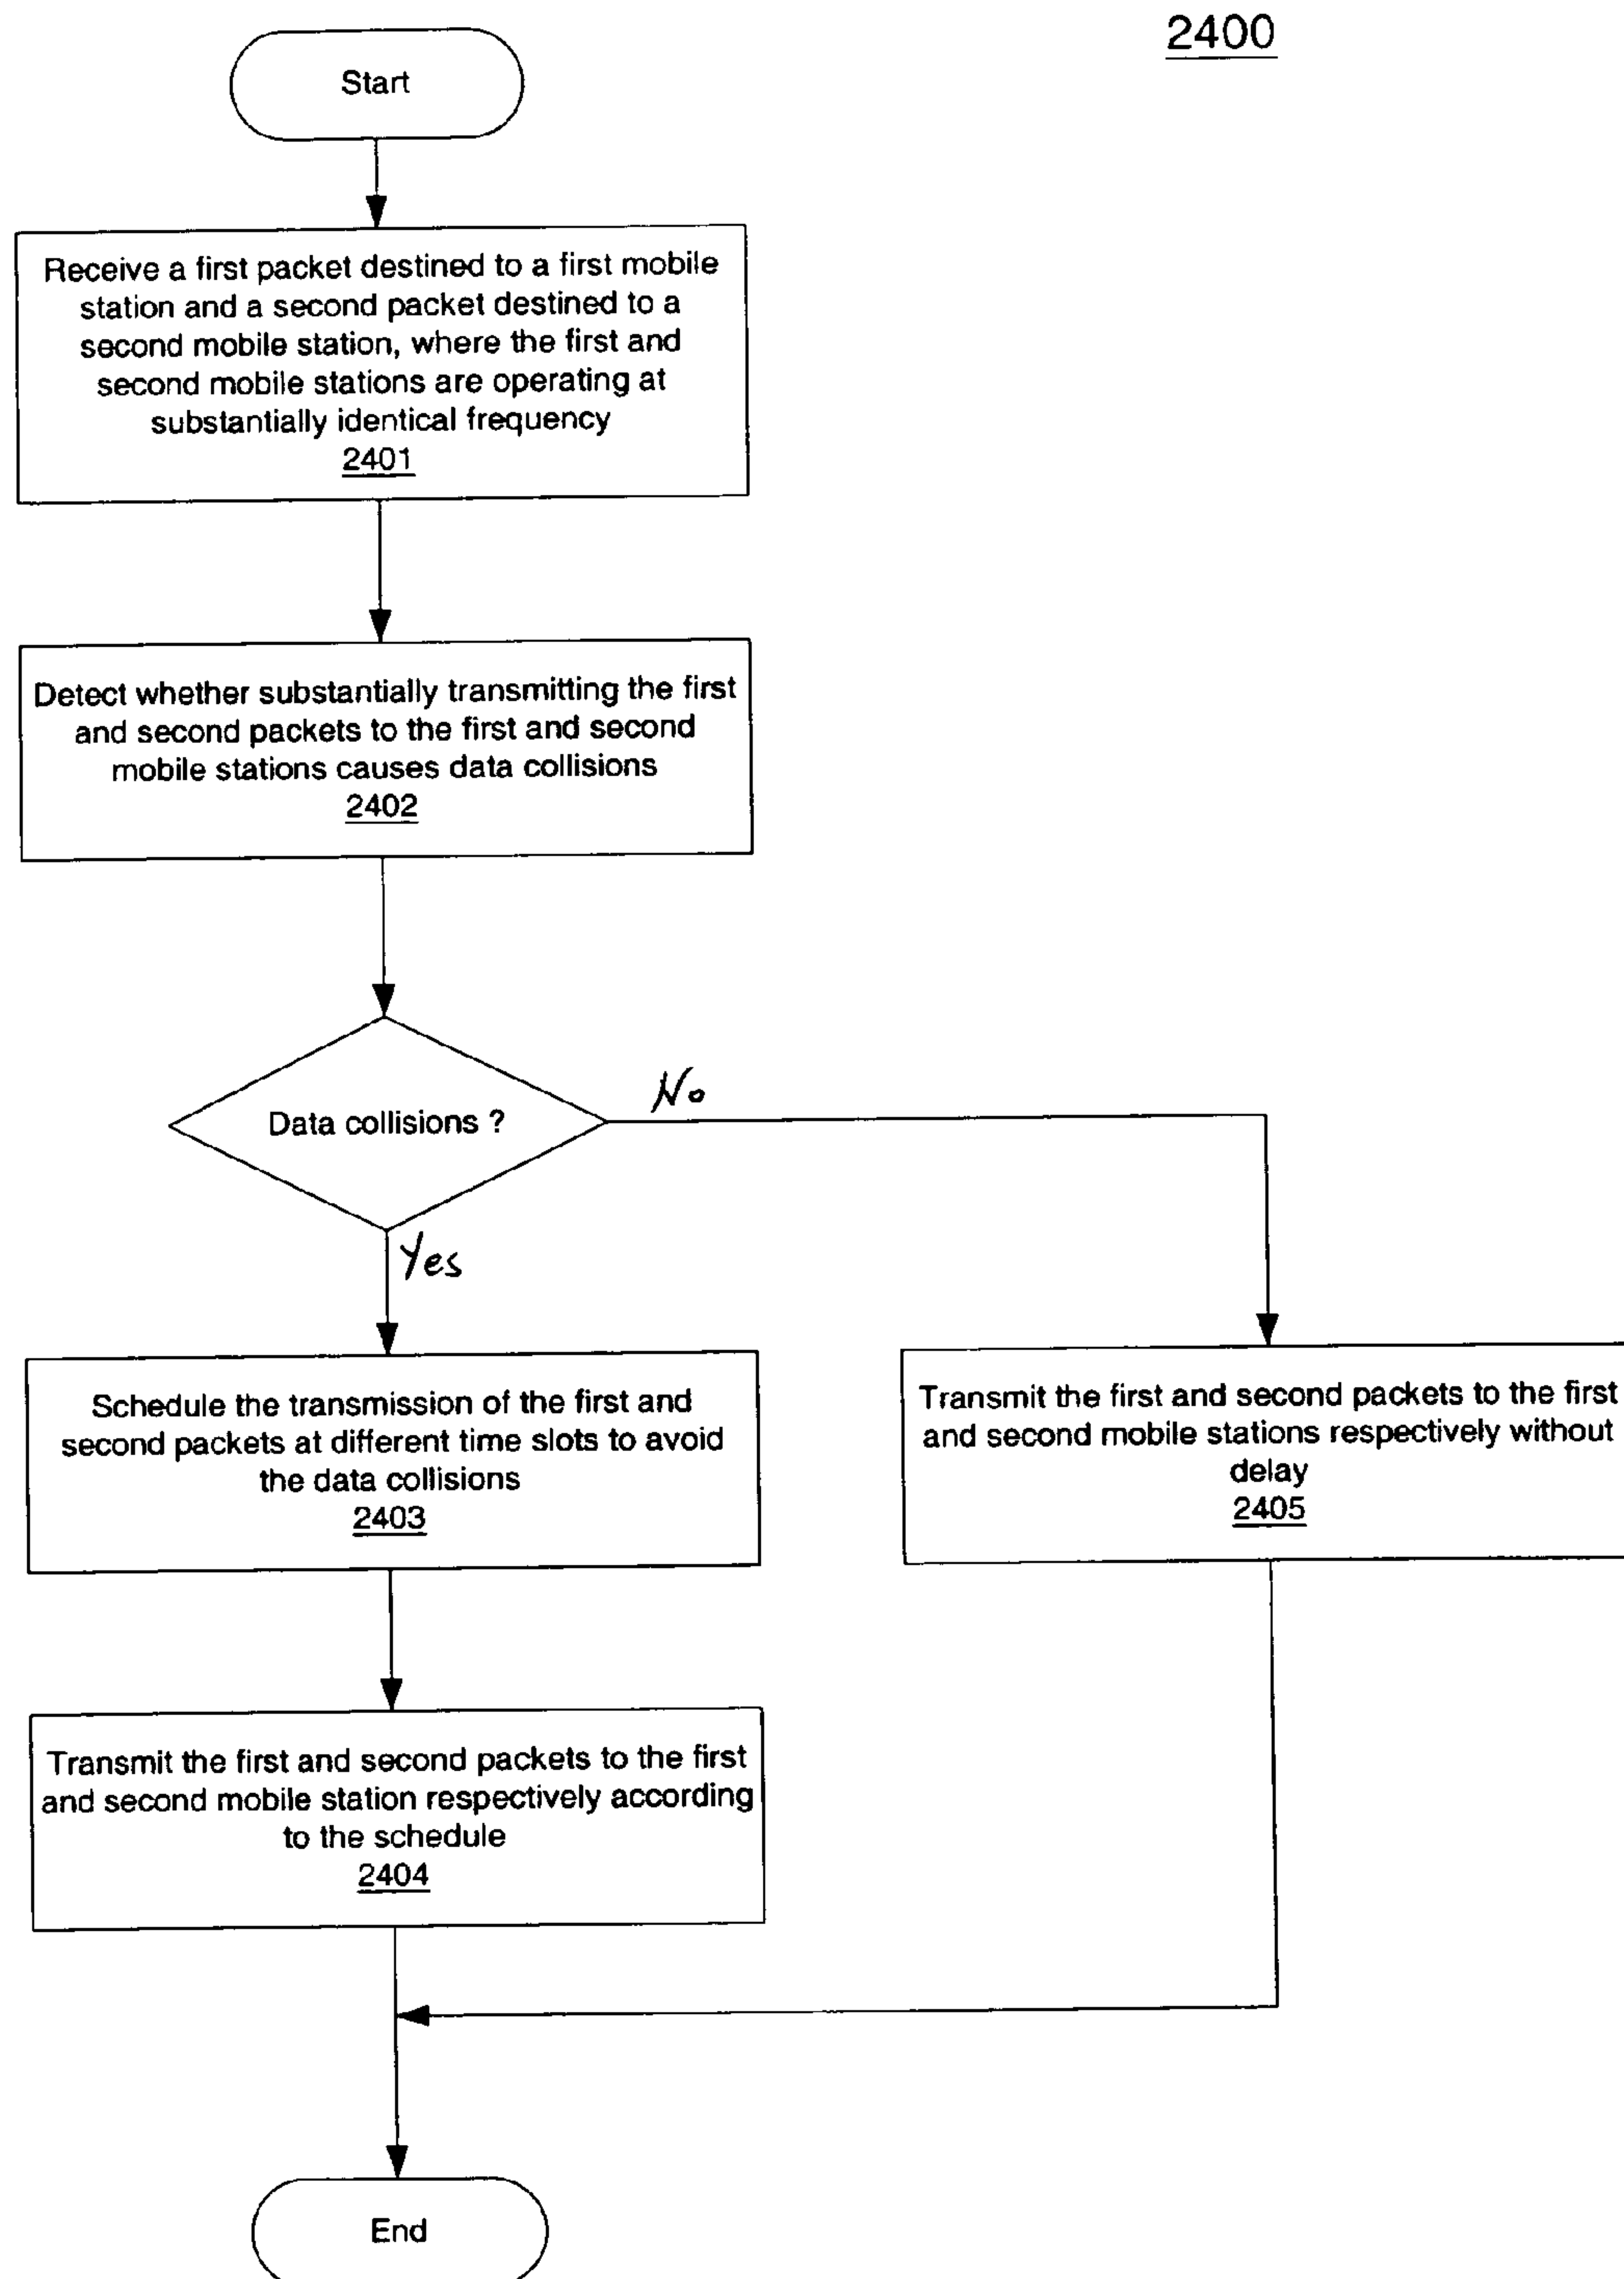 2400
Start
Receive a first packet destined to a first mobile
station and a second packet destined to a
second mobile station, where the first and
second mobile stations are operating at
substantially identical frequency
2401
Detect whether substantially transmitting the first
and second packets to the first and second
mobile stations causes data collisions
2402
Data collisions ?
No
Yes
Schedule the transmission of the first and
second packets at different time slots to avoid
the data collisions
2403
Transmit the first and second packets to the first
and second mobile stations respectively without
delay
2405
Transmit the first and second packets to the first
and second mobile station respectively according
to the schedule
2404
End